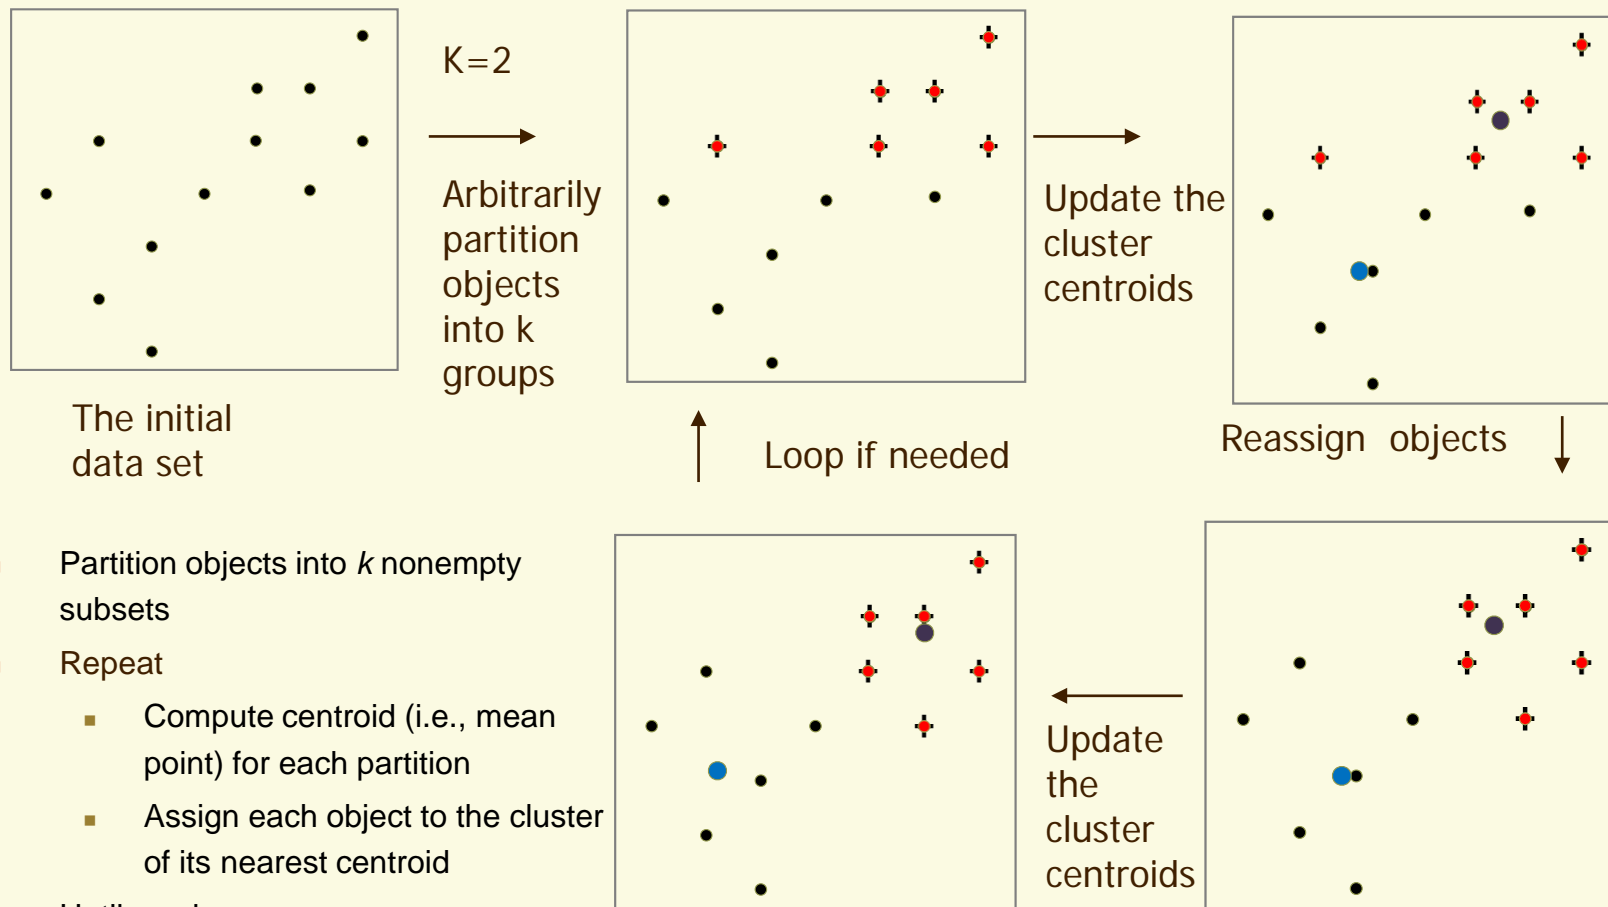 K=2
Arbitrarily
partition
objects
into k
groups
Update the
cluster
centroids
The initial
data set
Loop if needed
Reassign objects
Partition objects into k nonempty
subsets
Repeat
Compute centroid (i.e., mean
point) for each partition
Assign each object to the cluster
of its nearest centroid
Update
the
cluster
centroids